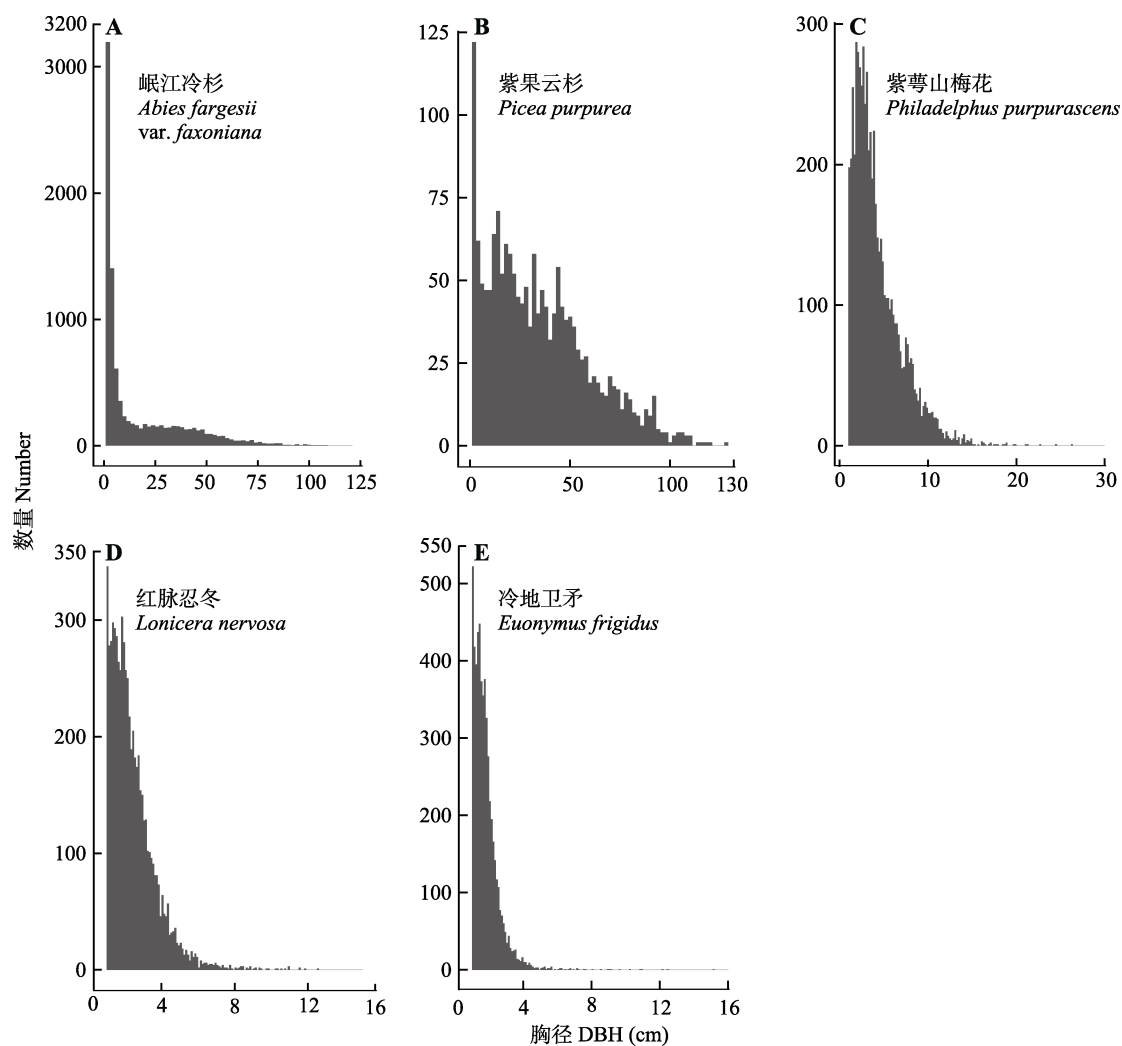 A
岷江冷杉
Abies fargesii
var. faxoniana
3200
3000
2000
1000
0
0 25 50 75 100 125
B
紫果云杉
Picea purpurea
125
100
75
50
25
0
0 50 100 130
C
紫萼山梅花
Philadelphus purpurascens
300
200
100
0
0 10 20 30
数量 Number
D
红脉忍冬
Lonicera nervosa
350
300
200
100
0
0 4 8 12 16
E
冷地卫矛
Euonymus frigidus
550
500
400
300
200
100
0
0 4 8 12 16
胸径 DBH (cm)